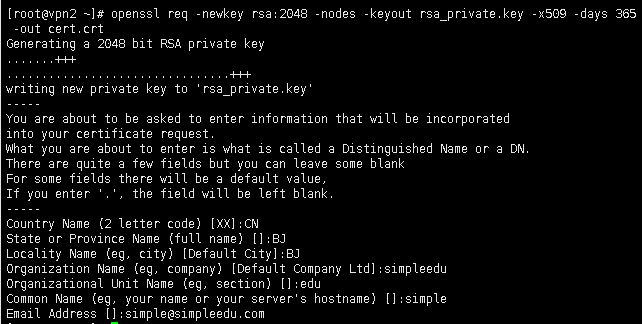 [root@vpn2 ~]# openssl req -newkey rsa:2048 -nodes -keyout rsa_private.key -x509 -days 365
-out cert.crt
Generating a 2048 bit RSA private key
.......+++
...................................+++
writing new private key to 'rsa_private.key'
-----
You are about to be asked to enter information that will be incorporated
into your certificate request.
What you are about to enter is what is called a Distinguished Name or a DN.
There are quite a few fields but you can leave some blank
For some fields there will be a default value,
If you enter '.', the field will be left blank.
-----
Country Name (2 letter code) [XX]:CN
State or Province Name (full name) []:BJ
Locality Name (eg, city) [Default City]:BJ
Organization Name (eg, company) [Default Company Ltd]:simpleedu
Organizational Unit Name (eg, section) []:edu
Common Name (eg, your name or your server's hostname) []:simple
Email Address []:simple@simpleedu.com